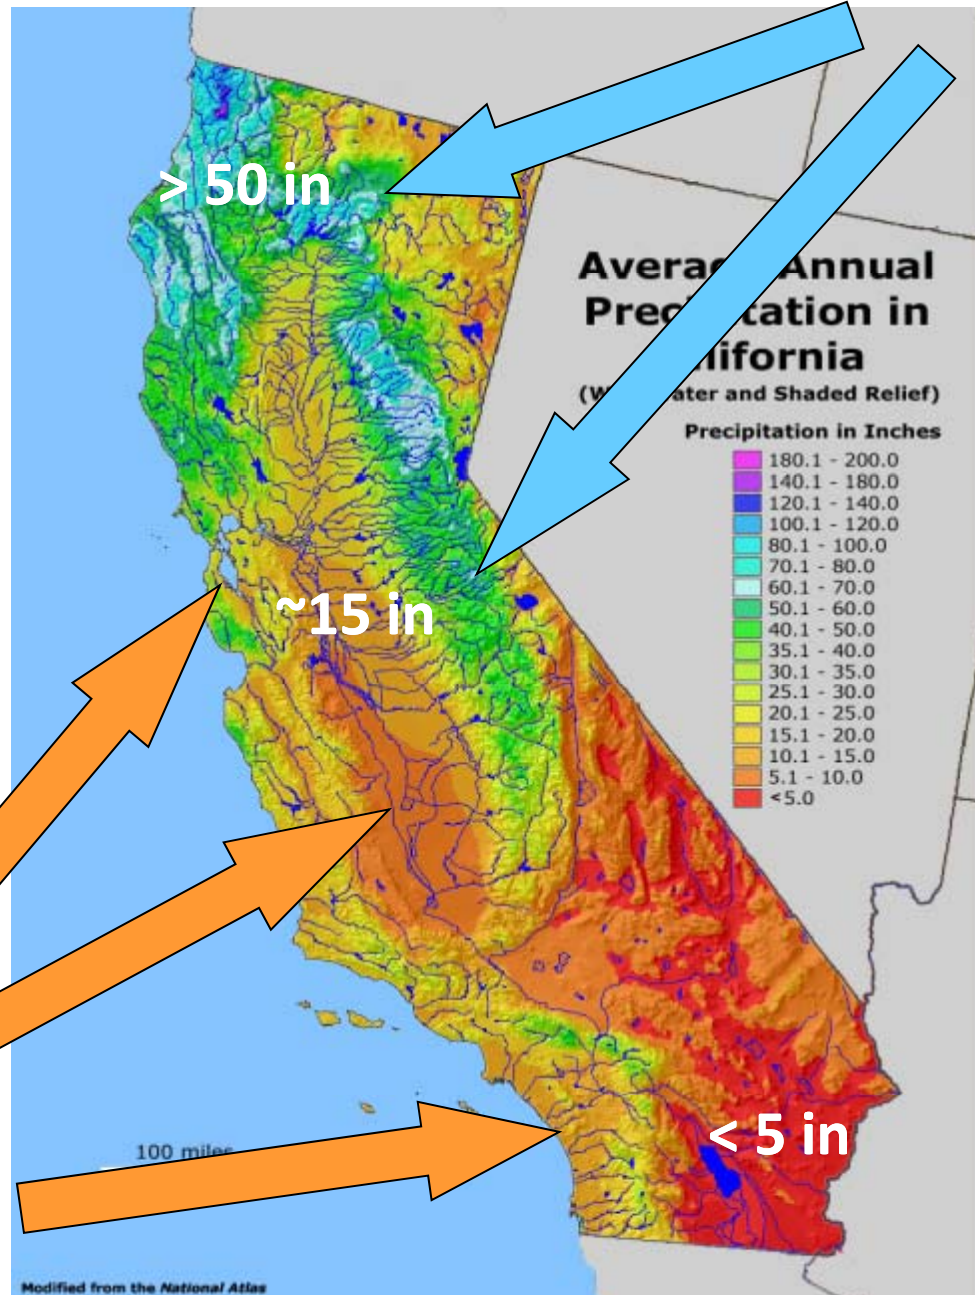 > 50 in
Avera Annual
Prec tation in
lifornia
(W ater and Shaded Relief)
Precipitation in Inches
180.1 - 200.0
140.1 - 180.0
120.1 - 140.0
100.1 - 120.0
80.1 - 100.0
70.1 - 80.0
60.1 - 70.0
50.1 - 60.0
40.1 - 50.0
35.1 - 40.0
30.1 - 35.0
25.1 - 30.0
20.1 - 25.0
15.1 - 20.0
10.1 - 15.0
5.1 - 10.0
<5.0
~15 in
< 5 in
100 miles
Modified from the National Atlas